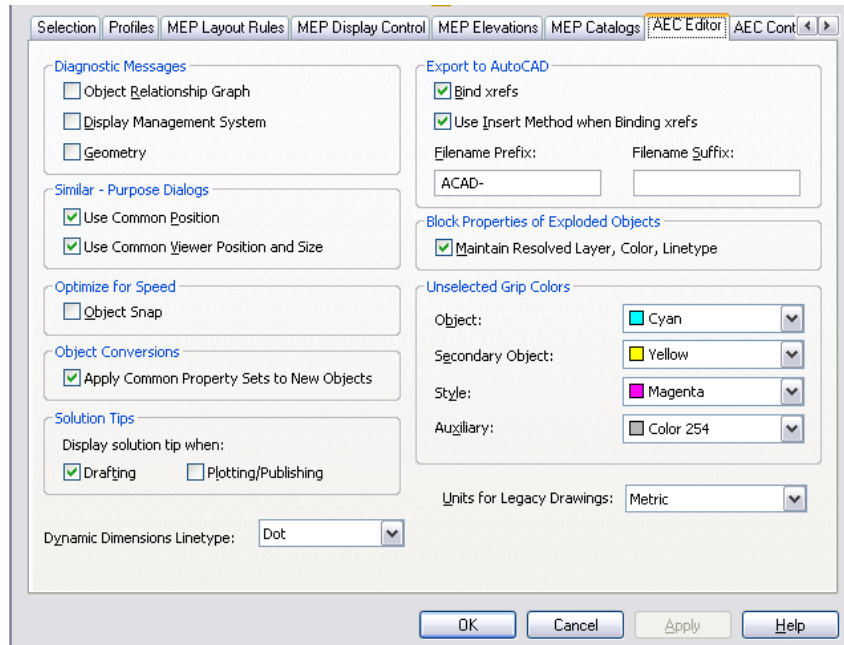 Selection Profiles MEP Layout Rules MEP Display Control MEP Elevations MEP Catalogs AEC Editor AEC Cont
Diagnostic Messages
Object Relationship Graph
Display Management System
Geometry
Similar - Purpose Dialogs
Use Common Position
Use Common Viewer Position and Size
Optimize for Speed
Object Snap
Object Conversions
Apply Common Property Sets to New Objects
Solution Tips
Display solution tip when:
Drafting Plotting/Publishing
Dynamic Dimensions Linetype: Dot
Export to AutoCAD
Bind xrefs
Use Insert Method when Binding xrefs
Filename Prefix: Filename Suffix:
ACAD-
Block Properties of Exploded Objects
Maintain Resolved Layer, Color, Linetype
Unselected Grip Colors
Object: Cyan
Secondary Object: Yellow
Style: Magenta
Auxiliary: Color 254
Units for Legacy Drawings: Metric
OK Cancel Apply Help